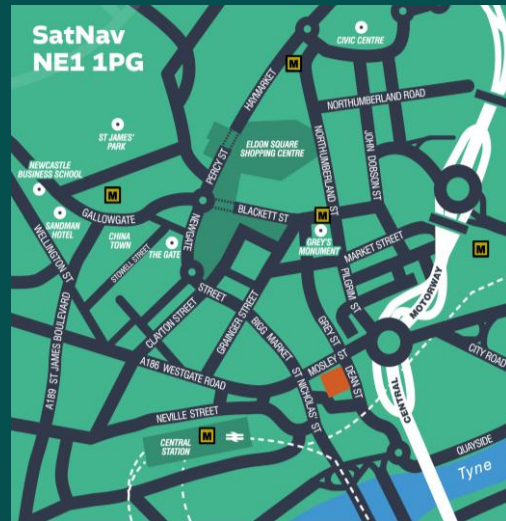 SatNav
NE1 1PG
CIVIC CENTRE
M
HAYMARKET
NORTHUMBERLAND ROAD
ST JAMES'
PARK
ELDON SQUARE
SHOPPING CENTRE
PERCY ST
NORTHUMBERLAND ST
JOHN DOBSON ST
NEWCASTLE
BUSINESS SCHOOL
M
GALLOWGATE
SANDMAN
HOTEL
WELLINGTON ST
CHINA
TOWN
STOWELL STREET
THE GATE
NEWGATE
STREET
BLACKETT ST
M
GREY'S
MONUMENT
MARKET STREET
M
PILGRIM ST
CLAYTON STREET
GRAINGER STREET
BIGG MARKET
GREY ST
MOSLEY ST
DEAN ST
CENTRAL
MOTORWAY
CITY ROAD
A189 ST JAMES BOULEVARD
A186 WESTGATE ROAD
NEVILLE STREET
ST NICHOLAS' ST
CENTRAL
STATION
M
QUAYSIDE
Tyne